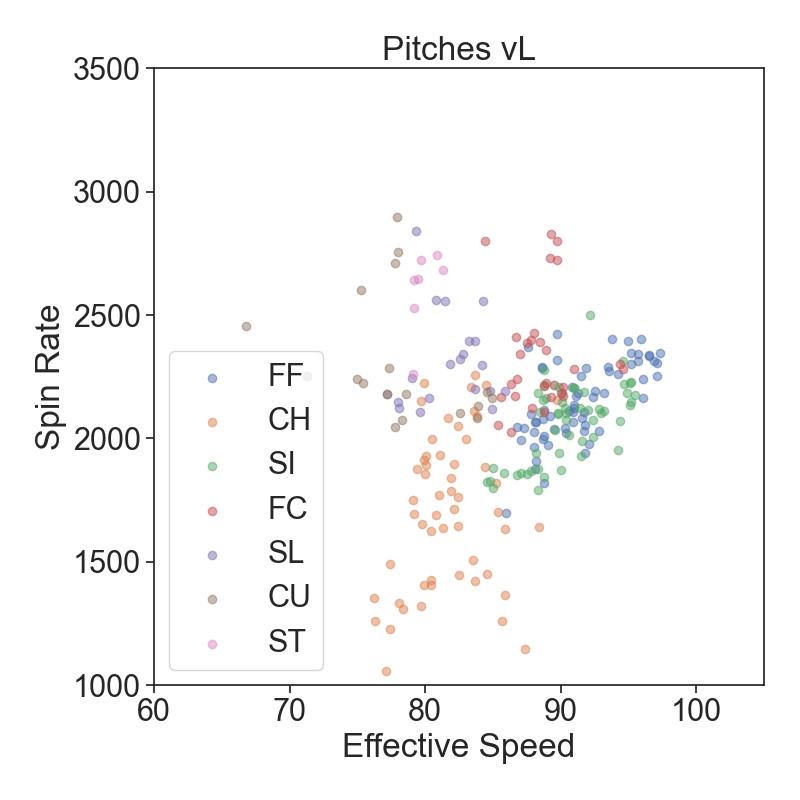 Pitches vL
3500
3000
2500
2000
1500
1000
Spin Rate
FF
CH
SI
FC
SL
CU
ST
60 70 80 90 100
Effective Speed